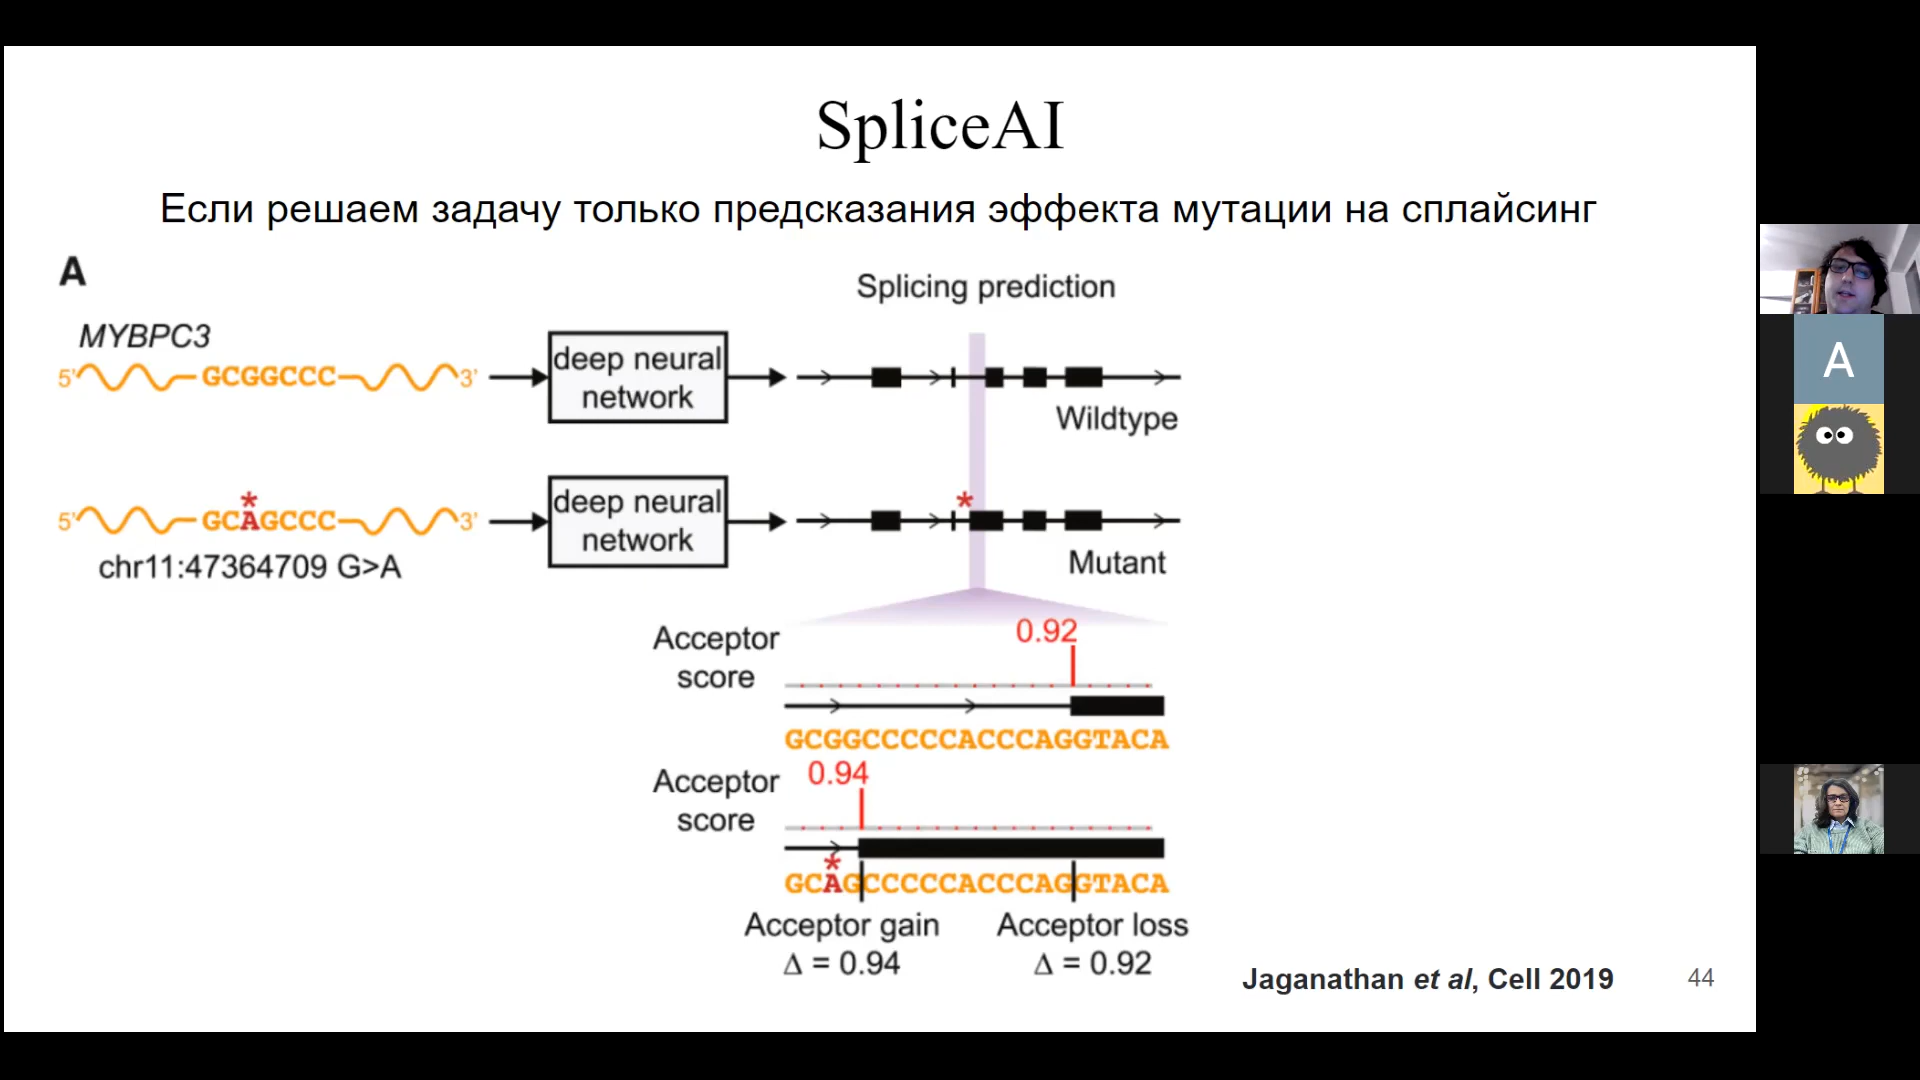 SpliceAI
Если решаем задачу только предсказания эффекта мутации на сплайсинг
A
Splicing prediction
MYBPC3
5' GCGGCCC 3'
deep neural
network
Wildtype
*
*
5' GCAGCCC 3'
deep neural
network
chr11:47364709 G>A
Mutant
Acceptor
score
0.92
GCGGCCCCCACCCAGGTACA
Acceptor
score
0.94
*
GCAGCCCCCACCCAGGTACA
Acceptor gain
Δ = 0.94
Acceptor loss
Δ = 0.92
Jaganathan et al, Cell 2019
44
A